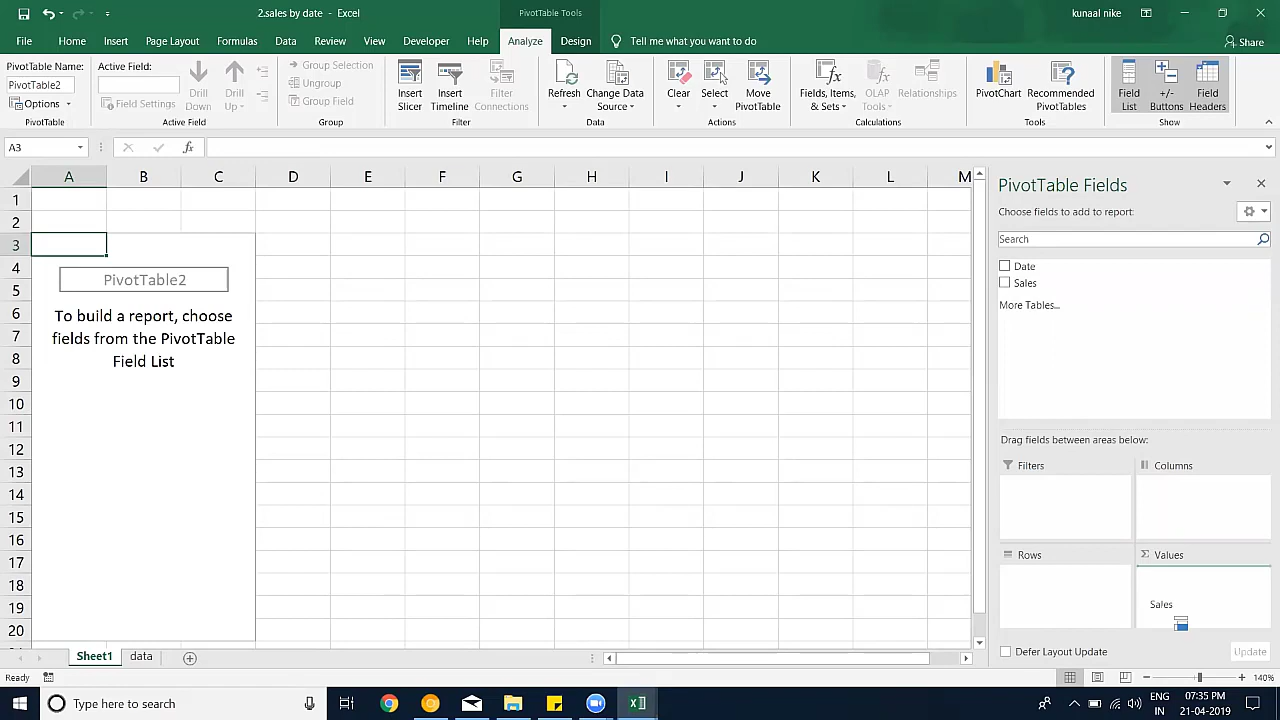 2.sales by date - Excel
PivotTable Tools
kunaal nike
File Home Insert Page Layout Formulas Data Review View Developer Help Analyze Design Tell me what you want to do Share
PivotTable Name:
PivotTable2
Options
PivotTable
Active Field:
Field Settings
Drill Down
Drill Up
Active Field
Group Selection
Ungroup
Group Field
Group
Insert Slicer
Insert Timeline
Filter Connections
Filter
Refresh
Change Data Source
Data
Clear
Select
Move PivotTable
Actions
Fields, Items, & Sets
OLAP Tools
Relationships
Calculations
PivotChart
Recommended PivotTables
Tools
Field List
+/- Buttons
Field Headers
Show
A3
fx
A B C D E F G H I J K L M
1
2
3
4
5
6
7
8
9
10
11
12
13
14
15
16
17
18
19
20
PivotTable2
To build a report, choose
fields from the PivotTable
Field List
PivotTable Fields
Choose fields to add to report:
Search
Date
Sales
More Tables...
Drag fields between areas below:
Filters
Columns
Rows
Σ Values
Sales
Defer Layout Update
Update
Sheet1 data
Ready
140%
Type here to search
ENG
IN
07:35 PM
21-04-2019